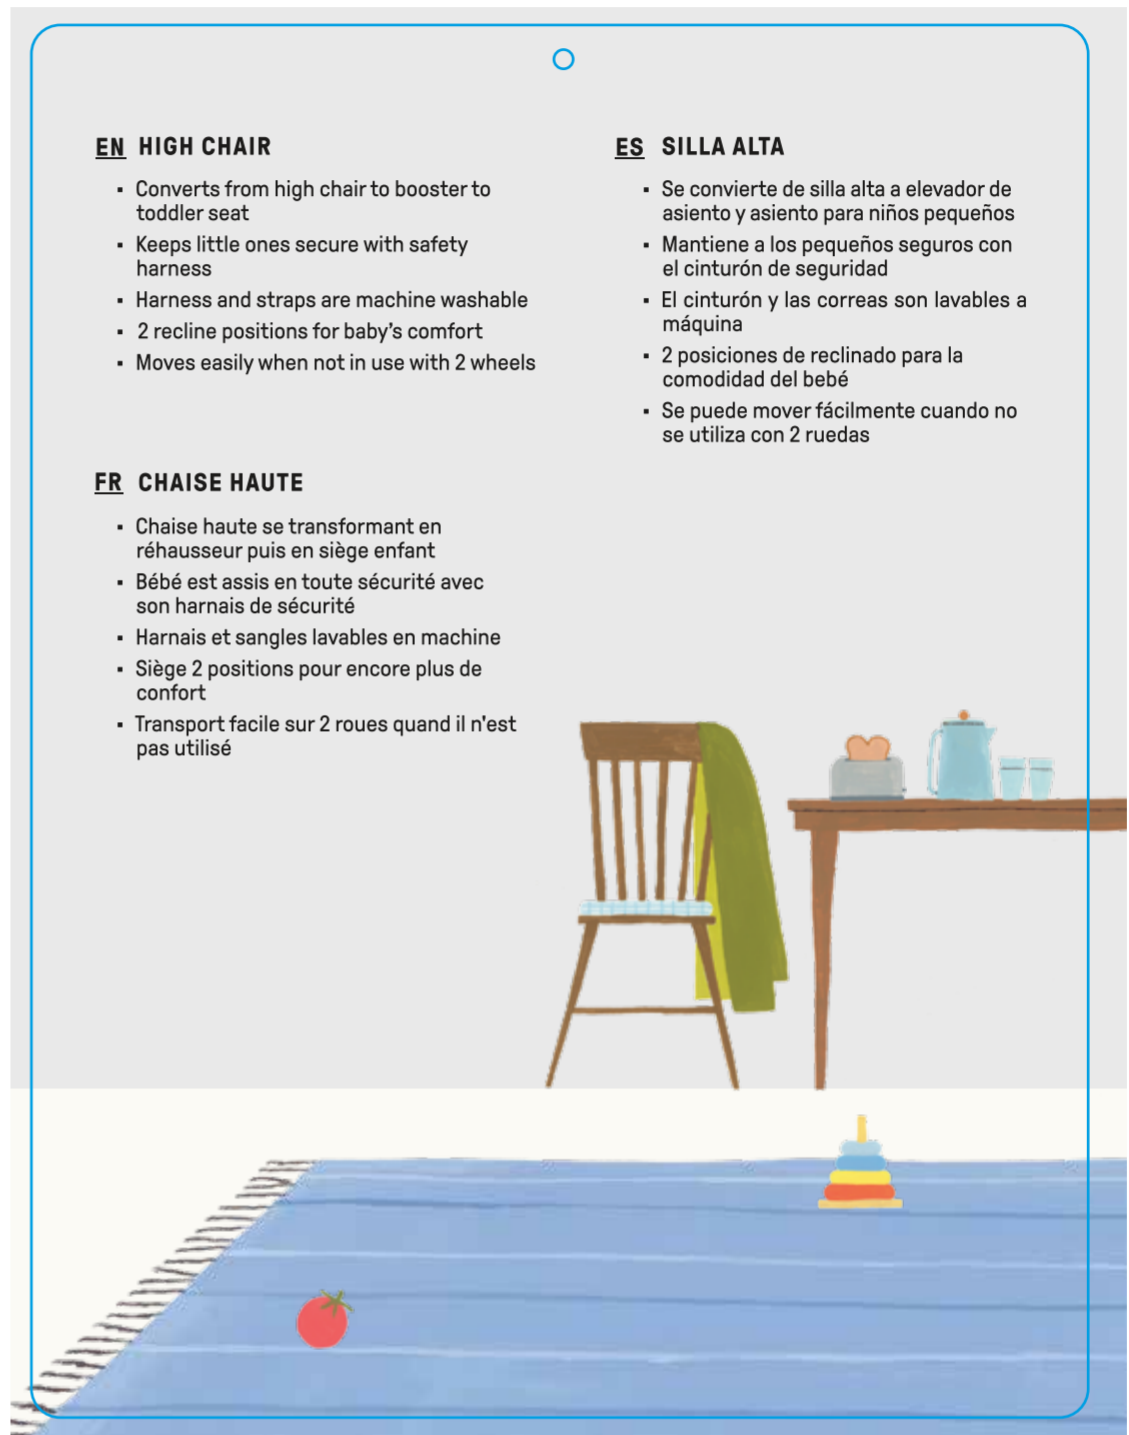 EN HIGH CHAIR
▪ Converts from high chair to booster to
toddler seat
▪ Keeps little ones secure with safety
harness
▪ Harness and straps are machine washable
▪ 2 recline positions for baby's comfort
▪ Moves easily when not in use with 2 wheels
ES SILLA ALTA
▪ Se convierte de silla alta a elevador de
asiento y asiento para niños pequeños
▪ Mantiene a los pequeños seguros con
el cinturón de seguridad
▪ El cinturón y las correas son lavables a
máquina
▪ 2 posiciones de reclinado para la
comodidad del bebé
▪ Se puede mover fácilmente cuando no
se utiliza con 2 ruedas
FR CHAISE HAUTE
▪ Chaise haute se transformant en
réhausseur puis en siège enfant
▪ Bébé est assis en toute sécurité avec
son harnais de sécurité
▪ Harnais et sangles lavables en machine
▪ Siège 2 positions pour encore plus de
confort
▪ Transport facile sur 2 roues quand il n'est
pas utilisé